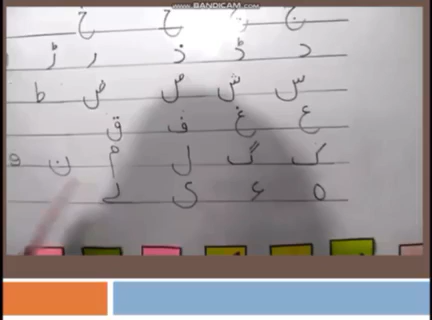 www.BANDICAM.com
ح خ
د ڈ ذ ر ڑ
س ش ص ض ط
ع غ ف ق
ک گ ل م ن و
ہ ء ی